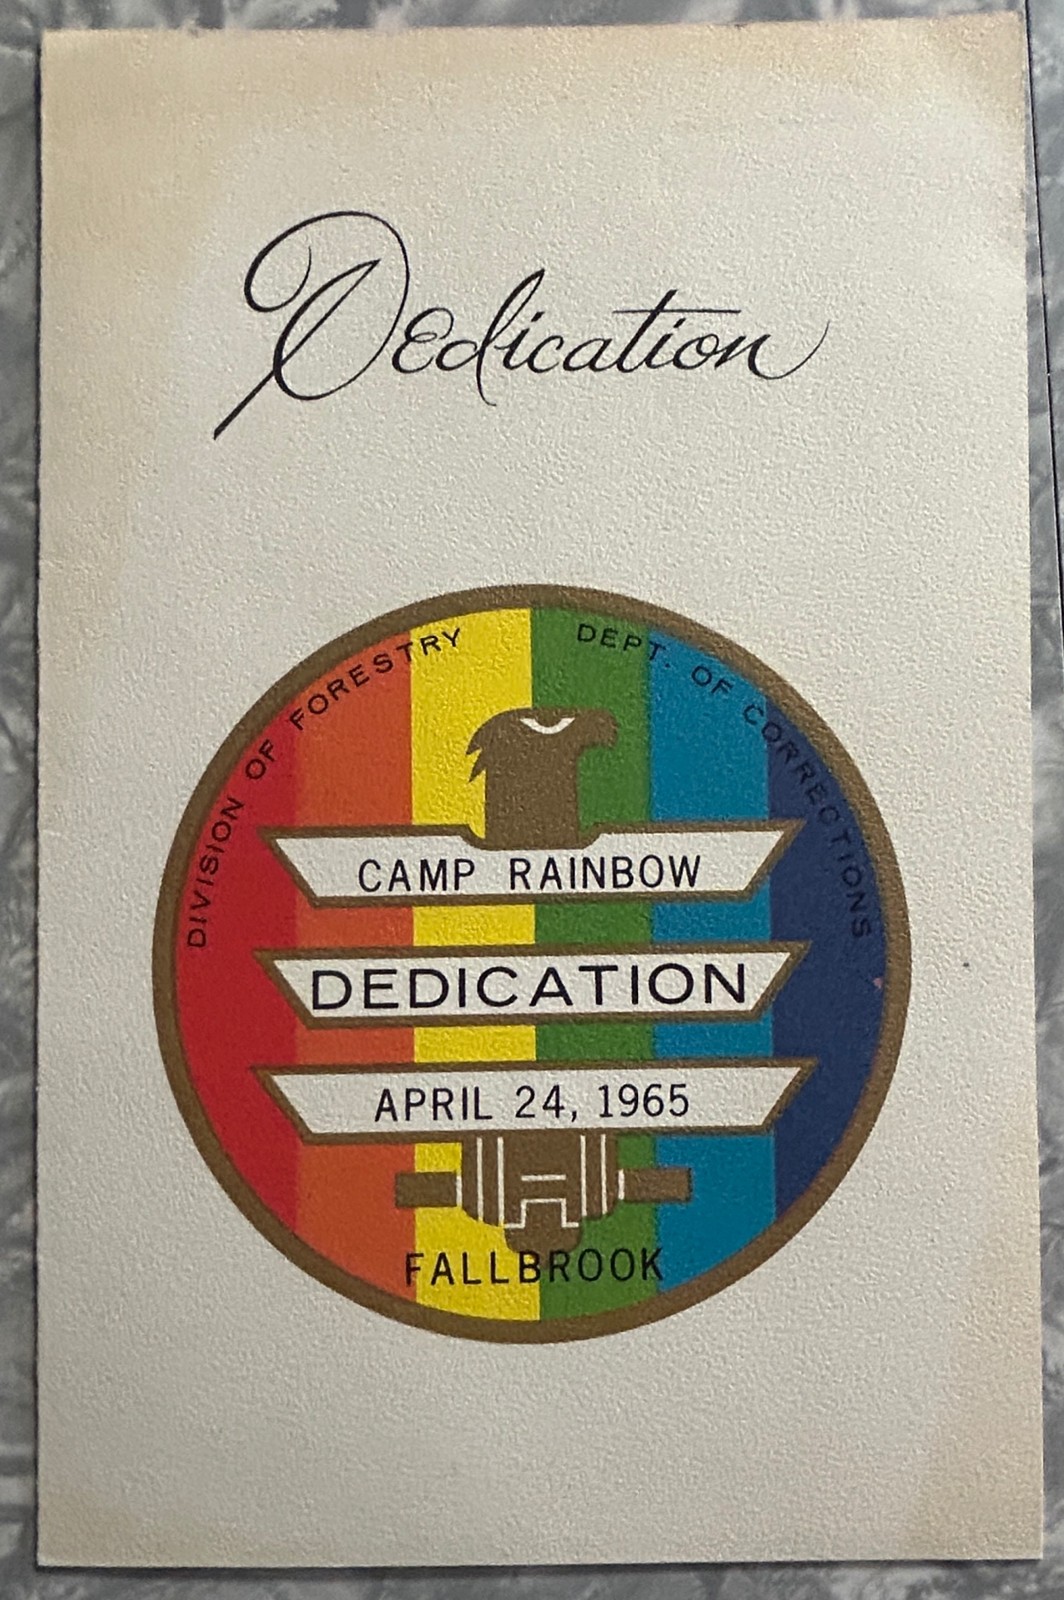 Dedication
DIVISION OF FORESTRY
DEPT. OF CORRECTIONS
CAMP RAINBOW
DEDICATION
APRIL 24, 1965
FALLBROOK